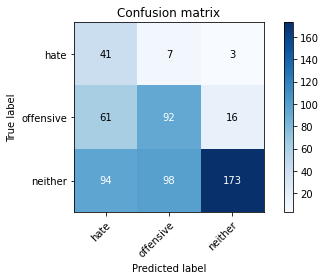 Confusion matrix
hate
41
7
3
offensive
61
92
16
neither
94
98
173
hate
offensive
neither
True label
Predicted label
160
140
120
100
80
60
40
20